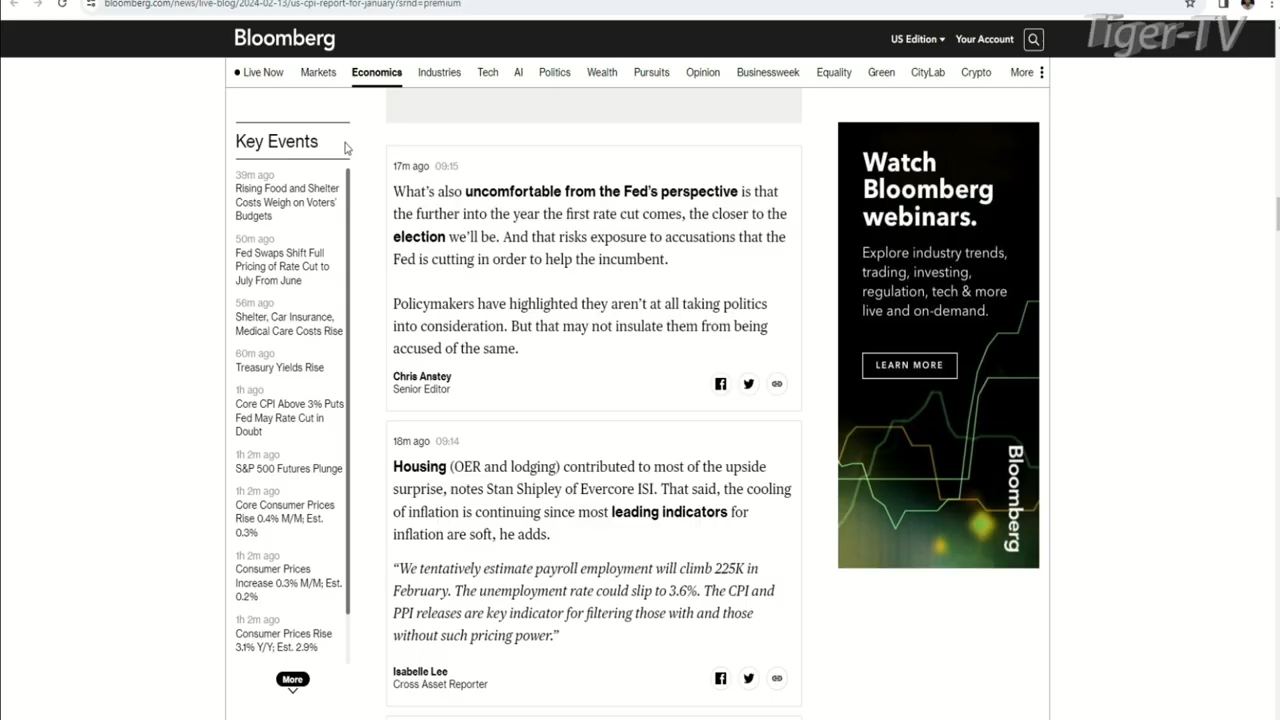 bloomberg.com/news/live-blog/2024-02-13/us-cpi-report-for-january?srnd=premium
Tiger-TV
Bloomberg
US Edition
Your Account
Live Now
Markets
Economics
Industries
Tech
AI
Politics
Wealth
Pursuits
Opinion
Businessweek
Equality
Green
CityLab
Crypto
More
Key Events
39m ago
Rising Food and Shelter
Costs Weigh on Voters'
Budgets
50m ago
Fed Swaps Shift Full
Pricing of Rate Cut to
July From June
56m ago
Shelter, Car Insurance,
Medical Care Costs Rise
60m ago
Treasury Yields Rise
1h ago
Core CPI Above 3% Puts
Fed May Rate Cut in
Doubt
1h 2m ago
S&P 500 Futures Plunge
1h 2m ago
Core Consumer Prices
Rise 0.4% M/M; Est.
0.3%
1h 2m ago
Consumer Prices
Increase 0.3% M/M; Est.
0.2%
1h 2m ago
Consumer Prices Rise
3.1% Y/Y; Est. 2.9%
More
17m ago 09:15
What's also uncomfortable from the Fed's perspective is that
the further into the year the first rate cut comes, the closer to the
election we'll be. And that risks exposure to accusations that the
Fed is cutting in order to help the incumbent.
Policymakers have highlighted they aren't at all taking politics
into consideration. But that may not insulate them from being
accused of the same.
Chris Anstey
Senior Editor
18m ago 09:14
Housing (OER and lodging) contributed to most of the upside
surprise, notes Stan Shipley of Evercore ISI. That said, the cooling
of inflation is continuing since most leading indicators for
inflation are soft, he adds.
“We tentatively estimate payroll employment will climb 225K in
February. The unemployment rate could slip to 3.6%. The CPI and
PPI releases are key indicator for filtering those with and those
without such pricing power.”
Isabelle Lee
Cross Asset Reporter
Watch
Bloomberg
webinars.
Explore industry trends,
trading, investing,
regulation, tech & more
live and on-demand.
LEARN MORE
Bloomberg